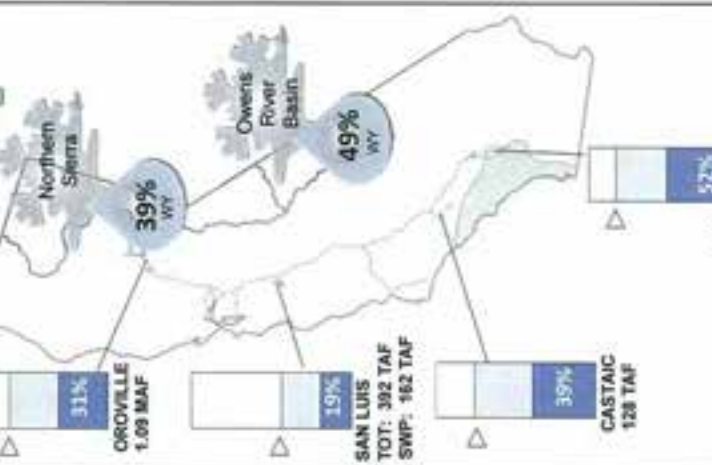 Northern
Sierra
39%
WY
Owens
River
Basin
49%
WY
31%
OROVILLE
1.09 MAF
19%
SAN LUIS
TOT: 392 TAF
SWP: 162 TAF
39%
CASTAIC
128 TAF
52%